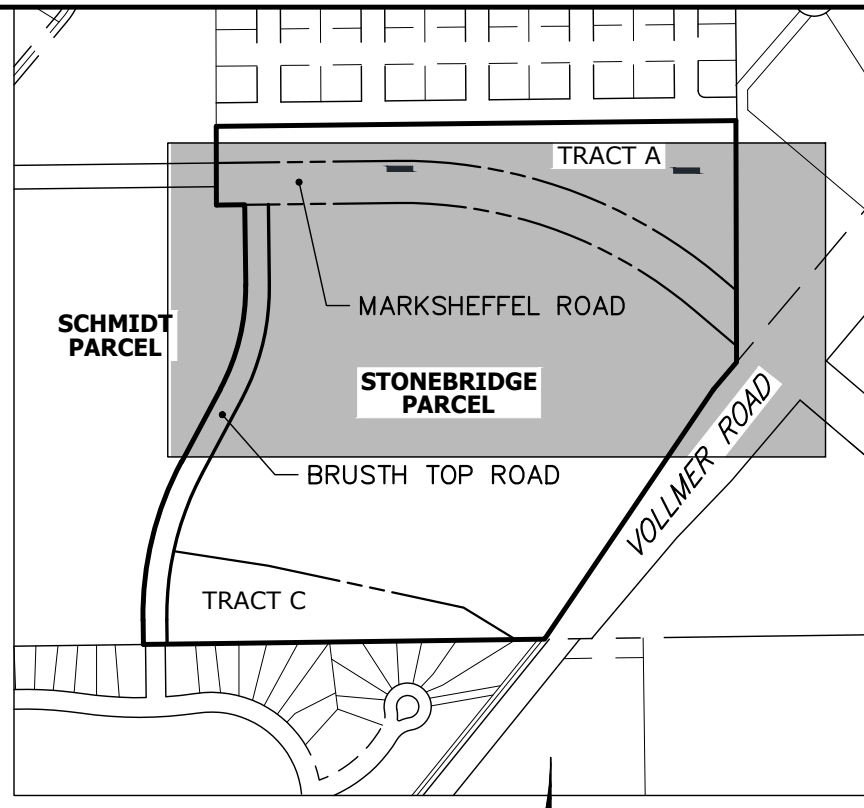 TRACT A
MARKSHEFFEL ROAD
SCHMIDT
PARCEL
STONEBRIDGE
PARCEL
VOLLMER ROAD
BRUSTH TOP ROAD
TRACT C